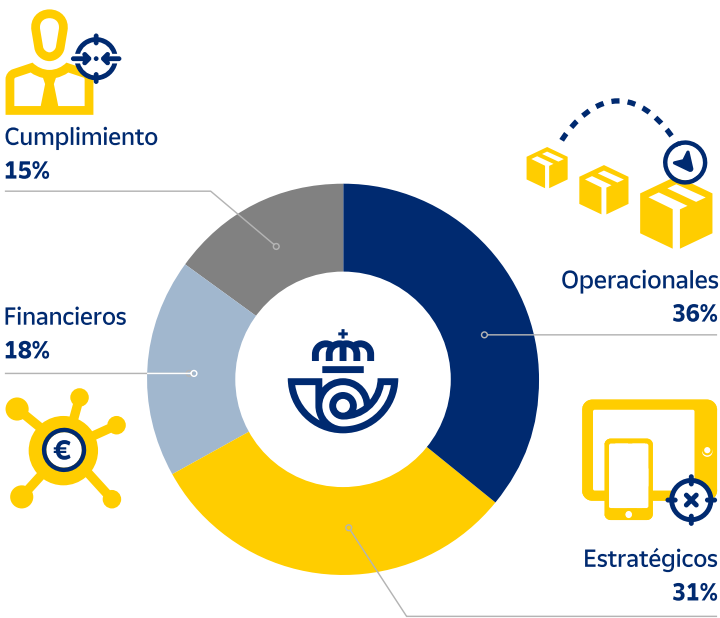 Cumplimiento
15%
Operacionales
36%
Financieros
18%
€
Estratégicos
31%